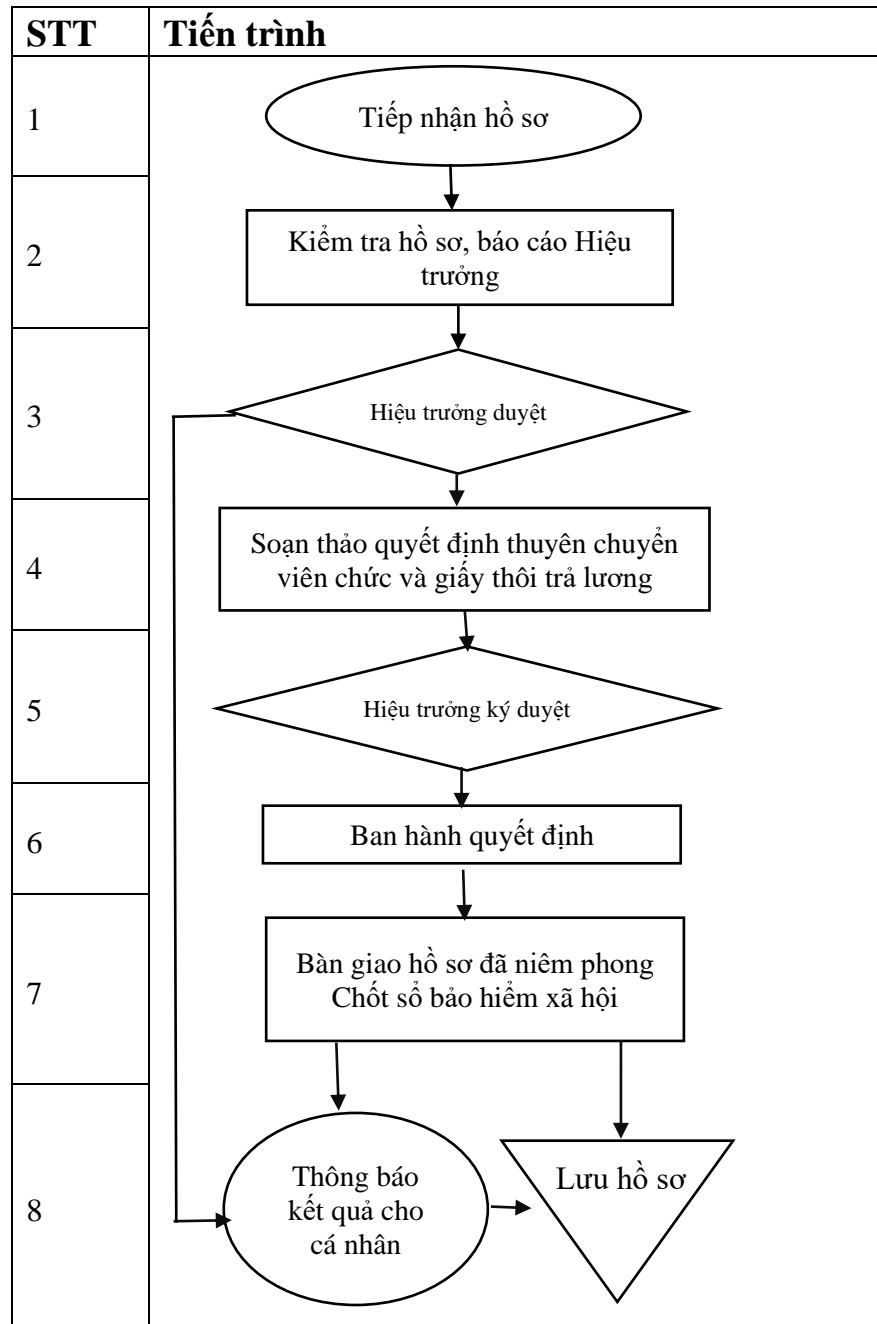 STT Tiến trình
1
Tiếp nhận hồ sơ
2
Kiểm tra hồ sơ, báo cáo Hiệu
trưởng
3
Hiệu trưởng duyệt
4
Soạn thảo quyết định thuyên chuyển
viên chức và giấy thôi trả lương
5
Hiệu trưởng ký duyệt
6
Ban hành quyết định
7
Bàn giao hồ sơ đã niêm phong
Chốt sổ bảo hiểm xã hội
8
Thông báo
kết quả cho
cá nhân
Lưu hồ sơ